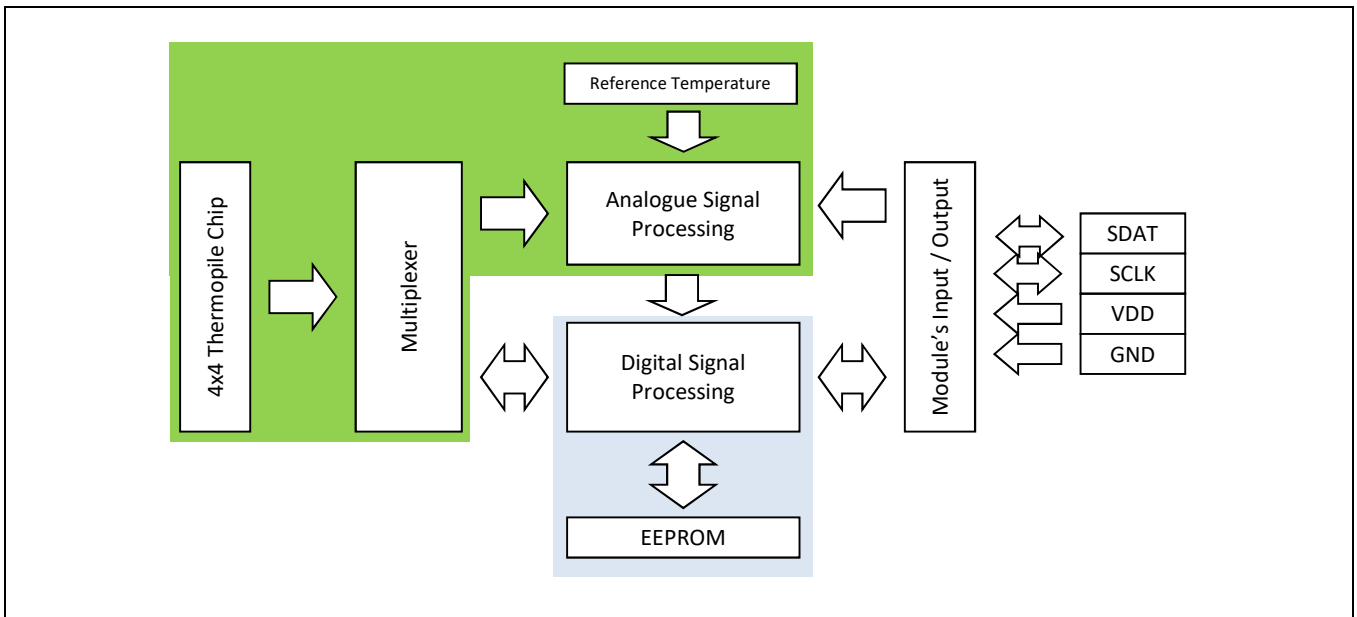 Reference Temperature
4x4 Thermopile Chip
Multiplexer
Analogue Signal
Processing
Module's Input / Output
SDAT
SCLK
VDD
GND
Digital Signal
Processing
EEPROM